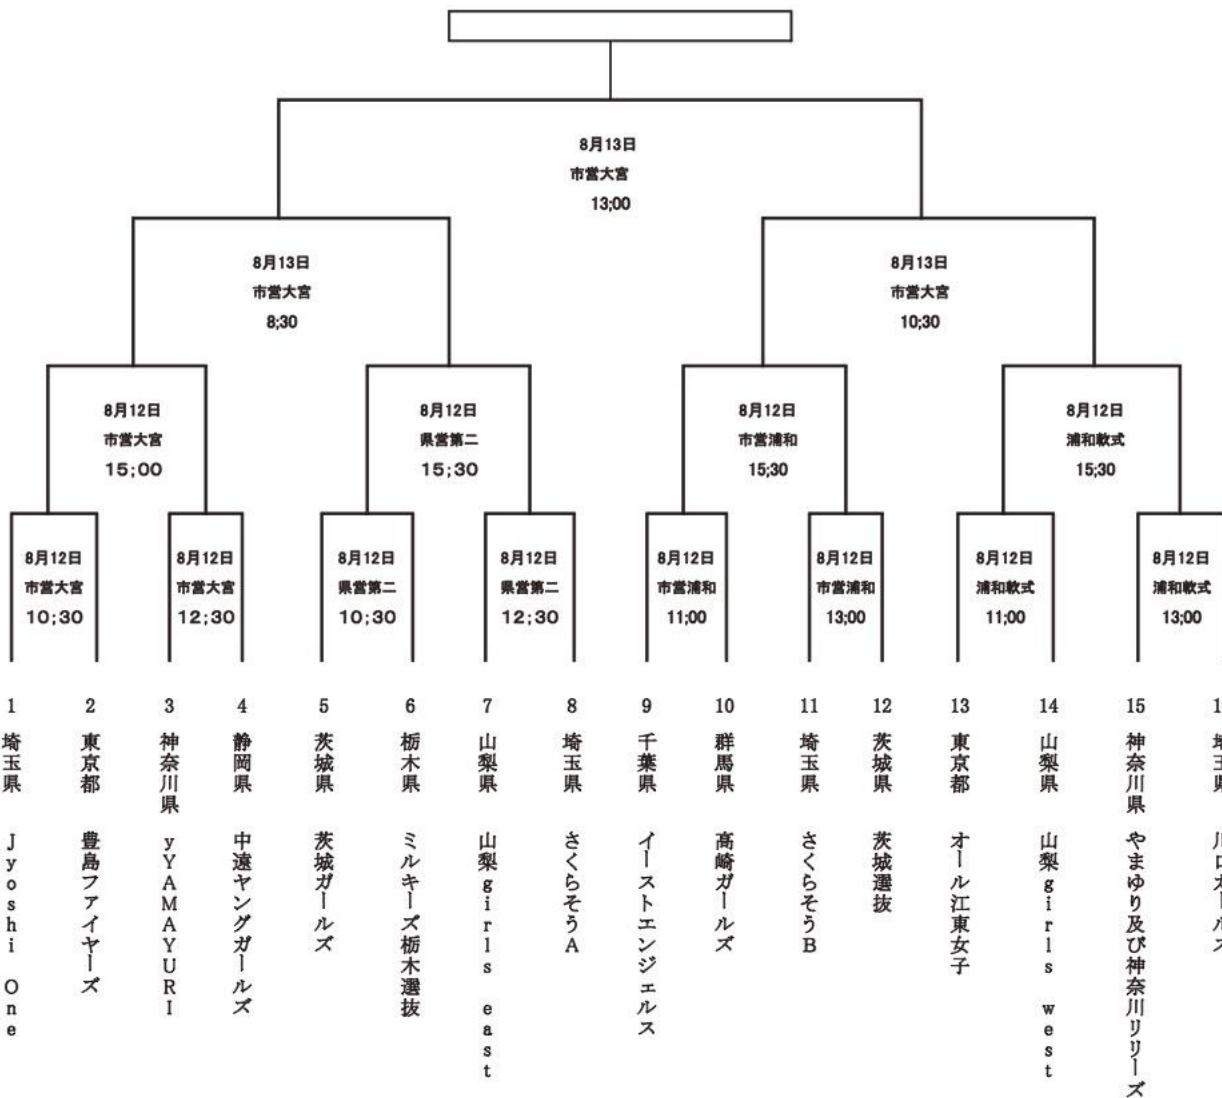 8月13日
市営大宮
13;00
8月13日
市営大宮
8;30
8月13日
市営大宮
10;30
8月12日
市営大宮
15;00
8月12日
県営第二
15;30
8月12日
市営浦和
15;30
8月12日
浦和軟式
15;30
8月12日
市営大宮
10;30
8月12日
市営大宮
12;30
8月12日
県営第二
10;30
8月12日
県営第二
12;30
8月12日
市営浦和
11;00
8月12日
市営浦和
13;00
8月12日
浦和軟式
11;00
8月12日
浦和軟式
13;00
1 埼玉県 Jyoshi One
2 東京都 豊島ファイヤーズ
3 神奈川県 yYAMAYURI
4 静岡県 中遠ヤングガールズ
5 茨城県 茨城ガールズ
6 栃木県 ミルキーズ栃木選抜
7 山梨県 山梨girls east
8 埼玉県 さくらそうA
9 千葉県 イーストエンジェルス
10 群馬県 高崎ガールズ
11 埼玉県 さくらそうB
12 茨城県 茨城選抜
13 東京都 オール江東女子
14 山梨県 山梨girls west
15 神奈川県 やまゆり及び神奈川リリーズ
1 埼玉県